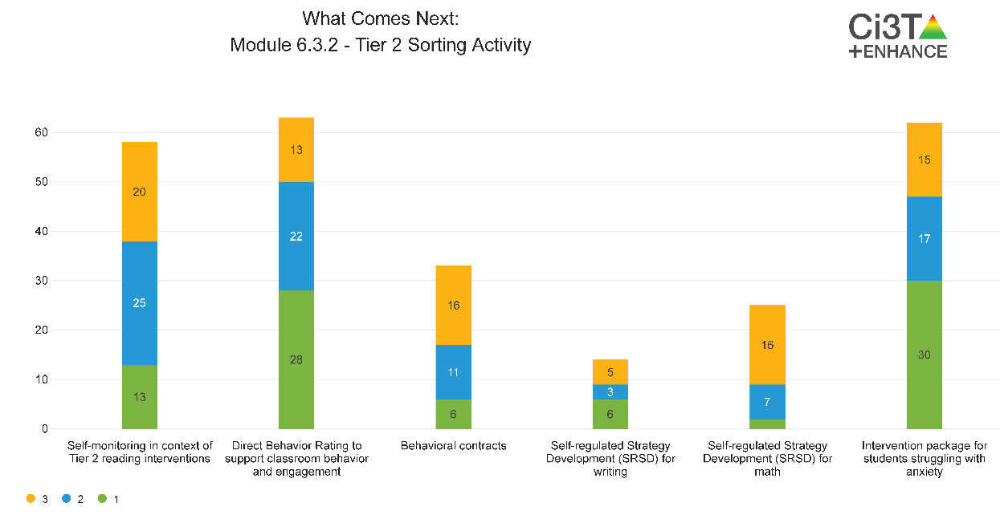 What Comes Next:
Module 6.3.2 - Tier 2 Sorting Activity
Ci3T
+ENHANCE
60
50
40
30
20
10
0
20
25
13
13
22
28
16
11
6
5
3
6
16
7
15
17
30
Self-monitoring in context of
Tier 2 reading interventions
Direct Behavior Rating to
support classroom behavior
and engagement
Behavioral contracts
Self-regulated Strategy
Development (SRSD) for
writing
Self-regulated Strategy
Development (SRSD) for
math
Intervention package for
students struggling with
anxiety
3 2 1